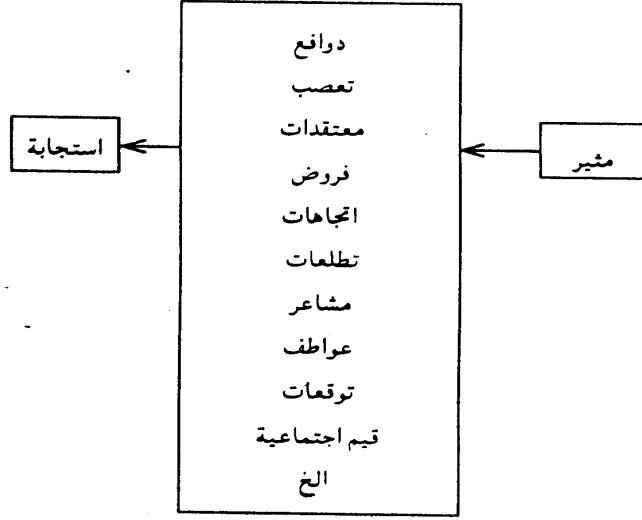 مثير
دوافع
تعصب
معتقدات
فروض
اتجاهات
تطلعات
مشاعر
عواطف
توقعات
قيم اجتماعية
الخ
استجابة